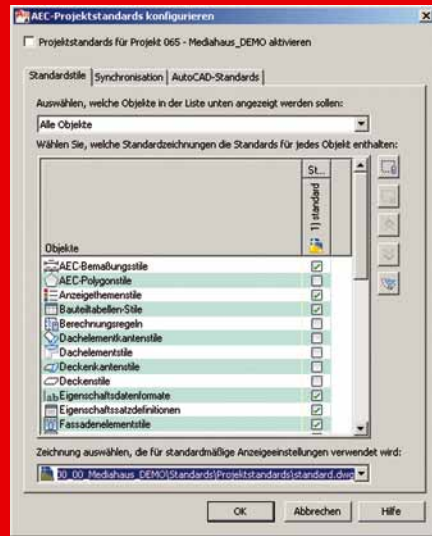 AEC-Projektstandards konfigurieren
Projektstandards für Projekt 065 - Mediahaus_DEMO aktivieren
Standardstile
Synchronisation
AutoCAD-Standards
Auswählen, welche Objekte in der Liste unten angezeigt werden sollen:
Alle Objekte
Wählen Sie, welche Standardzeichnungen die Standards für jedes Objekt enthalten:
St...
1) standard
Objekte
AEC-Bemaßungsstile
AEC-Polygonstile
Anzeigethemenstile
Bauteiltabellen-Stile
Berechnungsregeln
Dachelementkantenstile
Dachelementstile
Deckenkantenstile
Deckenstile
Eigenschaftsdatenformate
Eigenschaftssatzdefinitionen
Fassadenelementstile
Zeichnung auswählen, die für standardmäßige Anzeigeeinstellungen verwendet wird:
00_00_Mediahaus_DEMO\Standards\Projektstandards\standard.dwg
OK
Abbrechen
Hilfe